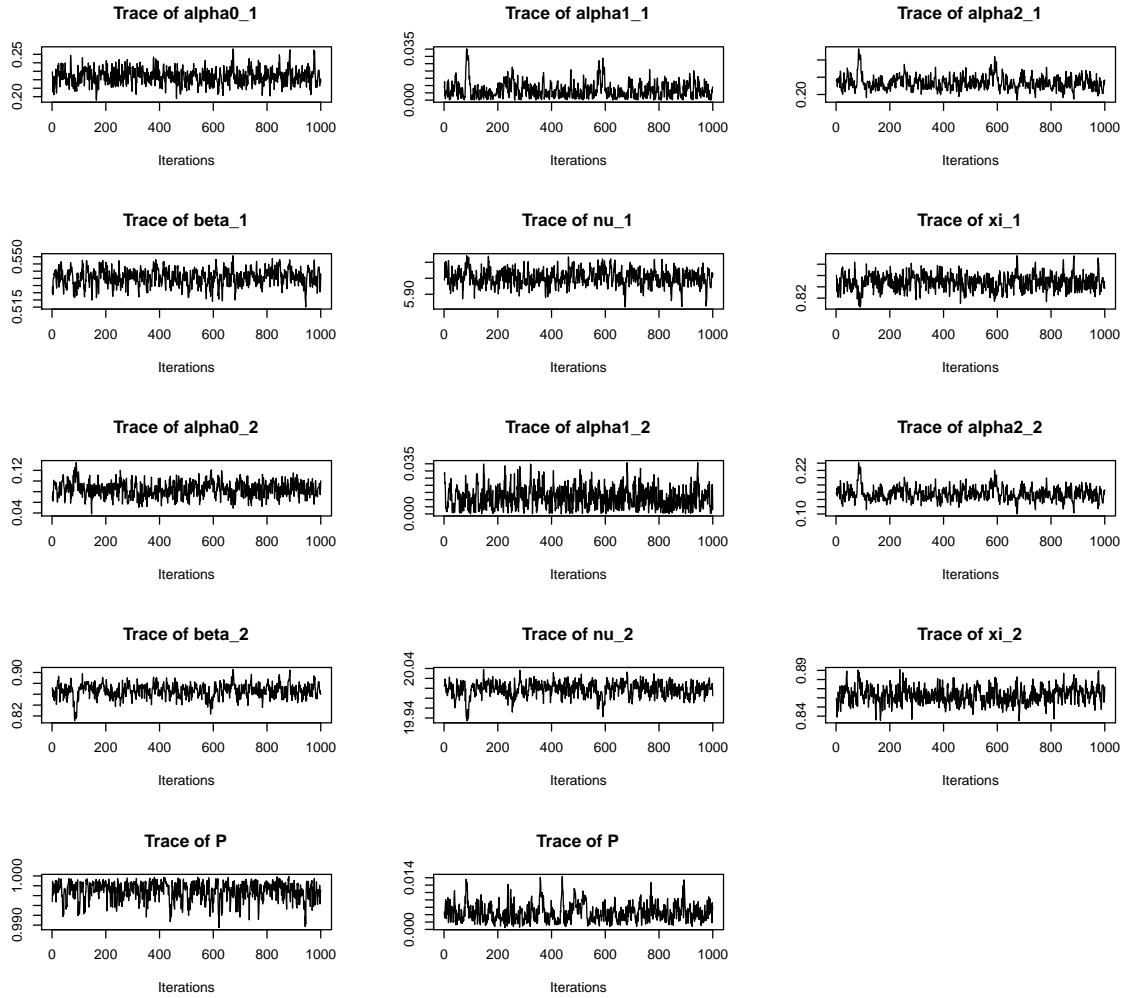 Trace of alpha0_1
0.20 0.25
0 200 400 600 800 1000
Iterations
Trace of alpha1_1
0.000 0.035
0 200 400 600 800 1000
Iterations
Trace of alpha2_1
0.20
0 200 400 600 800 1000
Iterations
Trace of beta_1
0.515 0.550
0 200 400 600 800 1000
Iterations
Trace of nu_1
5.90
0 200 400 600 800 1000
Iterations
Trace of xi_1
0.82
0 200 400 600 800 1000
Iterations
Trace of alpha0_2
0.04 0.12
0 200 400 600 800 1000
Iterations
Trace of alpha1_2
0.000 0.035
0 200 400 600 800 1000
Iterations
Trace of alpha2_2
0.10 0.22
0 200 400 600 800 1000
Iterations
Trace of beta_2
0.82 0.90
0 200 400 600 800 1000
Iterations
Trace of nu_2
19.94 20.04
0 200 400 600 800 1000
Iterations
Trace of xi_2
0.84 0.89
0 200 400 600 800 1000
Iterations
Trace of P
0.990 1.000
0 200 400 600 800 1000
Iterations
Trace of P
0.000 0.014
0 200 400 600 800 1000
Iterations